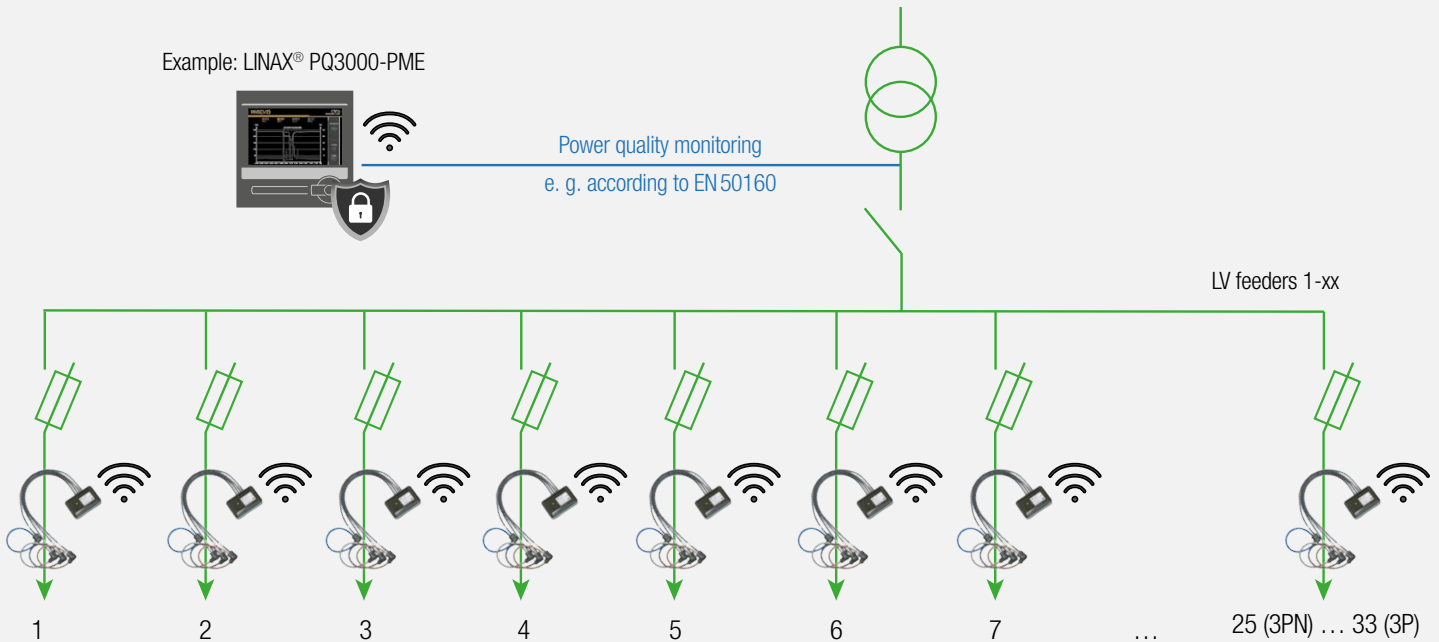 Example: LINAX® PQ3000-PME
Power quality monitoring
e. g. according to EN 50160
LV feeders 1-xx
1 2 3 4 5 6 7 … 25 (3PN) … 33 (3P)